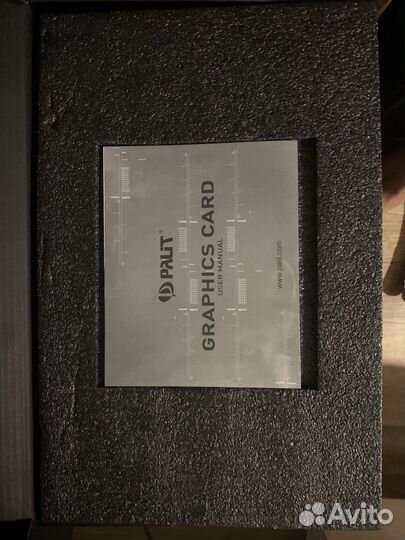 PALIT®
GRAPHICS CARD
USER MANUAL
www.palit.com
Avito